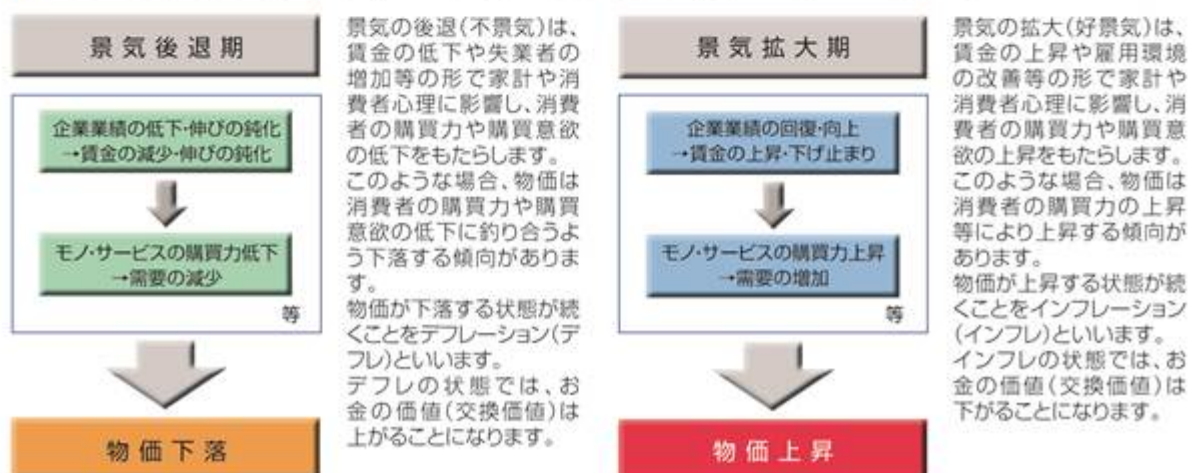 景気後退期
企業業績の低下・伸びの鈍化
→賃金の減少・伸びの鈍化
モノ・サービスの購買力低下
→需要の減少
等
物価下落
景気の後退(不景気)は、
賃金の低下や失業者の
増加等の形で家計や消
費者心理に影響し、消費
者の購買力や購買意欲
の低下をもたらします。
このような場合、物価は
消費者の購買力や購買
意欲の低下に釣り合うよ
う下落する傾向がありま
す。
物価が下落する状態が続
くことをデフレーション(デ
フレ)といいます。
デフレの状態では、お
金の価値(交換価値)は
上がることになります。
景気拡大期
企業業績の回復・向上
→賃金の上昇・下げ止まり
モノ・サービスの購買力上昇
→需要の増加
等
物価上昇
景気の拡大(好景気)は、
賃金の上昇や雇用環境
の改善等の形で家計や
消費者心理に影響し、消
費者の購買力や購買意
欲の上昇をもたらします。
このような場合、物価は
消費者の購買力の上昇
等により上昇する傾向が
あります。
物価が上昇する状態が続
くことをインフレーション
(インフレ)といいます。
インフレの状態では、お
金の価値(交換価値)は
下がることになります。